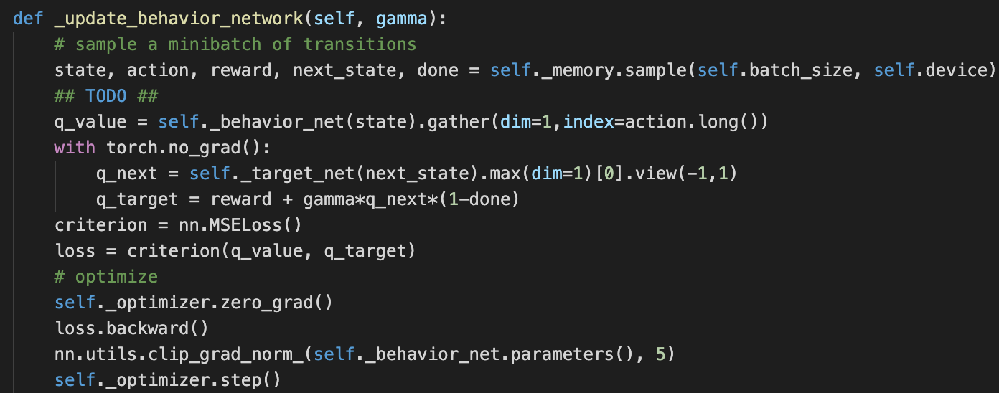 def _update_behavior_network(self, gamma):
    # sample a minibatch of transitions
    state, action, reward, next_state, done = self._memory.sample(self.batch_size, self.device)
    ## TODO ##
    q_value = self._behavior_net(state).gather(dim=1,index=action.long())
    with torch.no_grad():
        q_next = self._target_net(next_state).max(dim=1)[0].view(-1,1)
        q_target = reward + gamma*q_next*(1-done)
    criterion = nn.MSELoss()
    loss = criterion(q_value, q_target)
    # optimize
    self._optimizer.zero_grad()
    loss.backward()
    nn.utils.clip_grad_norm_(self._behavior_net.parameters(), 5)
    self._optimizer.step()